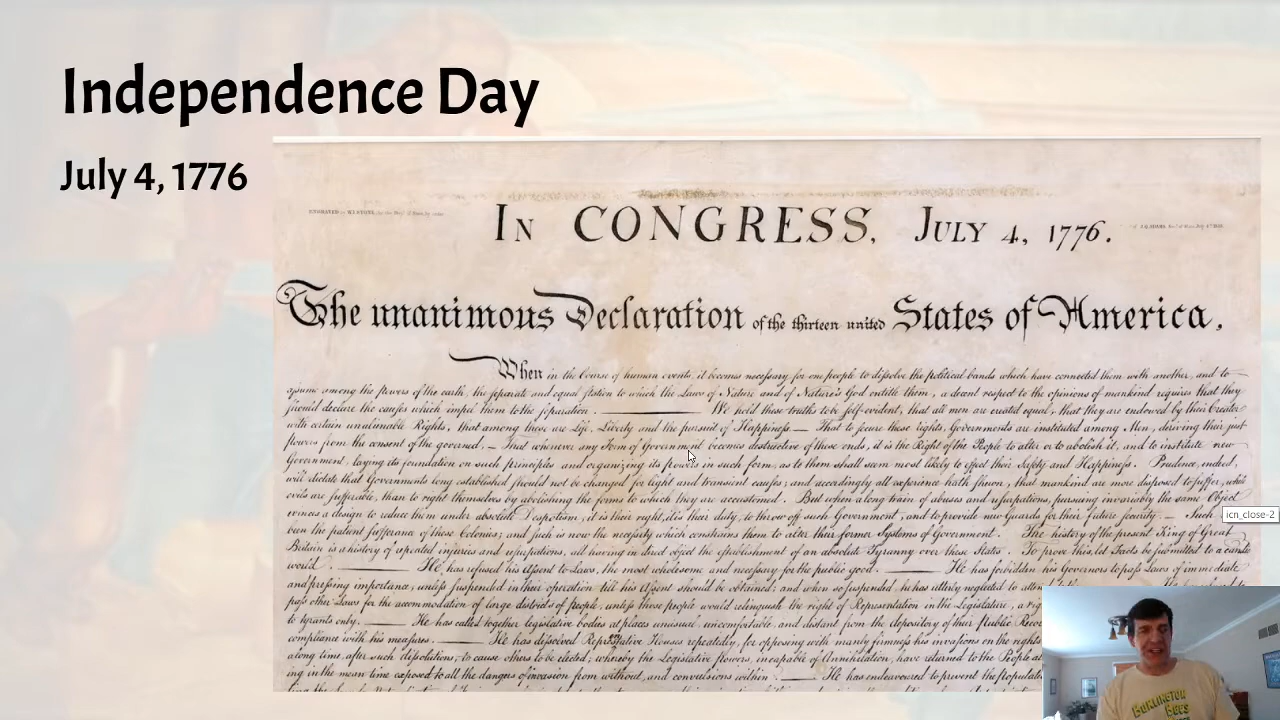 Independence Day
July 4, 1776
IN CONGRESS, JULY 4, 1776.
The unanimous Declaration of the thirteen united States of America,
When in the Course of human events, it becomes necessary for one people to dissolve the political bands which have connected them with another, and to
assume among the powers of the earth, the separate and equal station to which the Laws of Nature and of Nature's God entitle them, a decent respect to the opinions of mankind requires that they
should declare the causes which impel them to the separation. We hold these truths to be self-evident, that all men are created equal, that they are endowed by their Creator
with certain unalienable Rights, that among these are Life, Liberty and the pursuit of Happiness. — That to secure these rights, Governments are instituted among Men, deriving their just
powers from the consent of the governed. — That whenever any Form of Government becomes destructive of these ends, it is the Right of the People to alter or to abolish it, and to institute new
Government, laying its foundation on such principles and organizing its powers in such form, as to them shall seem most likely to effect their Safety and Happiness. Prudence, indeed,
will dictate that Governments long established should not be changed for light and transient causes; and accordingly all experience hath shewn, that mankind are more disposed to suffer, while
evils are sufferable, than to right themselves by abolishing the forms to which they are accustomed. But when a long train of abuses and usurpations, pursuing invariably the same Object
evinces a design to reduce them under absolute Despotism, it is their right, it is their duty, to throw off such Government, and to provide new Guards for their future security. — Such
icn_close-2
been the patient sufferance of these Colonies; and such is now the necessity which constrains them to alter their former Systems of Government. The history of the present King of Great
Britain is a history of repeated injuries and usurpations, all having in direct object the establishment of an absolute Tyranny over these States. To prove this, let Facts be submitted to a candid
world. He has refused his Assent to Laws, the most wholesome and necessary for the public good. He has forbidden his Governors to pass Laws of immediate
and pressing importance, unless suspended in their operation till his Assent should be obtained; and when so suspended, he has utterly neglected to
pass other Laws for the accommodation of large districts of people, unless those people would relinquish the right of Representation in the Legislature, a
to tyrants only. He has called together legislative bodies at places unusual, uncomfortable, and distant from the depository of their Public
compliance with his measures. He has dissolved Representative Houses repeatedly, for opposing with manly firmness his invasions on the rights
along time, after such dissolutions, to cause others to be elected; whereby the Legislative Powers, incapable of Annihilation, have returned to the People
ing in the mean time exposed to all the dangers of invasion from without, and convulsions within. He has endeavoured to prevent the
BURLINGTON
BEES